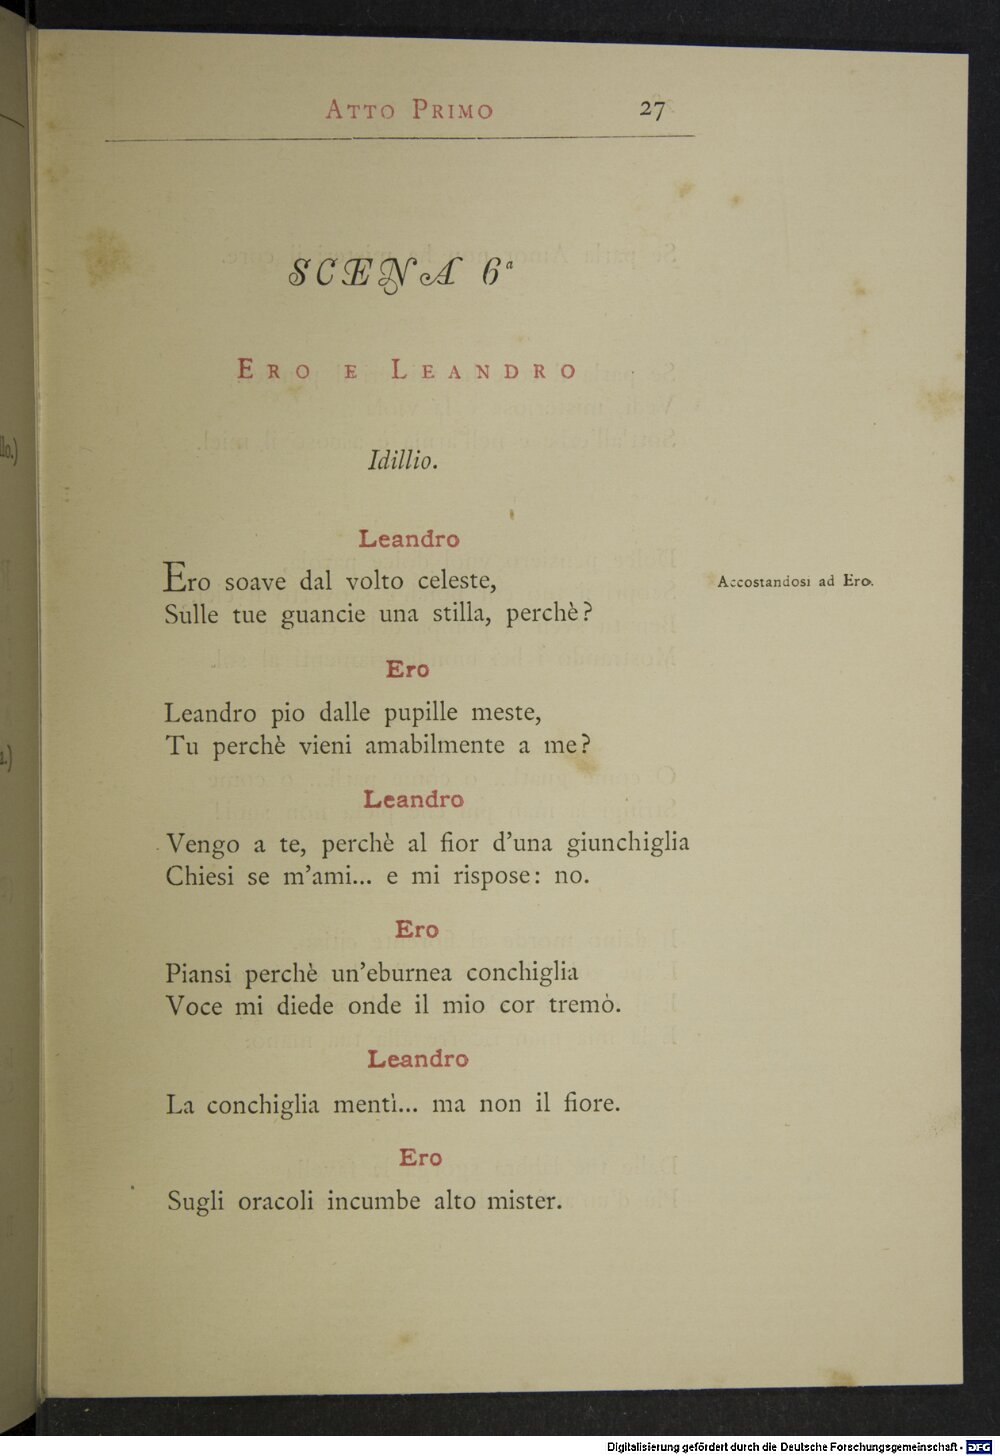 Atto Primo 27
SCENA 6ª
Ero e Leandro
Idillio.
Leandro
Ero soave dal volto celeste,
Accostandosi ad Ero.
Sulle tue guancie una stilla, perchè?
Ero
Leandro pio dalle pupille meste,
Tu perchè vieni amabilmente a me?
Leandro
Vengo a te, perchè al fior d'una giunchiglia
Chiesi se m'ami... e mi rispose: no.
Ero
Piansi perchè un'eburnea conchiglia
Voce mi diede onde il mio cor tremò.
Leandro
La conchiglia mentì... ma non il fiore.
Ero
Sugli oracoli incumbe alto mister.
llo.)
a.)
Digitalisierung gefördert durch die Deutsche Forschungsgemeinschaft - DFG